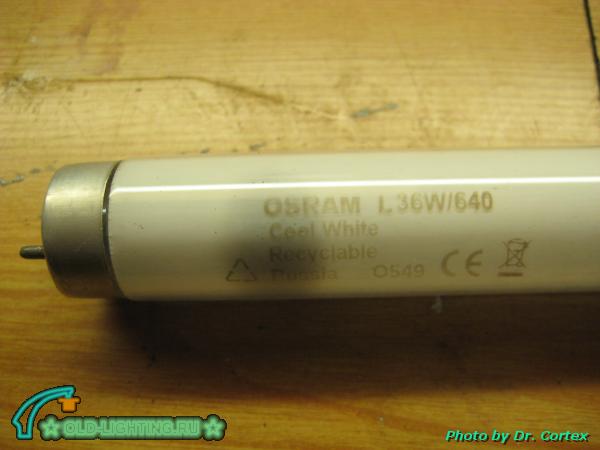 OSRAM L 36W/640
Cool White
Recyclable
Russia O549 CE
OLD-LIGHTING.RU
Photo by Dr. Cortex